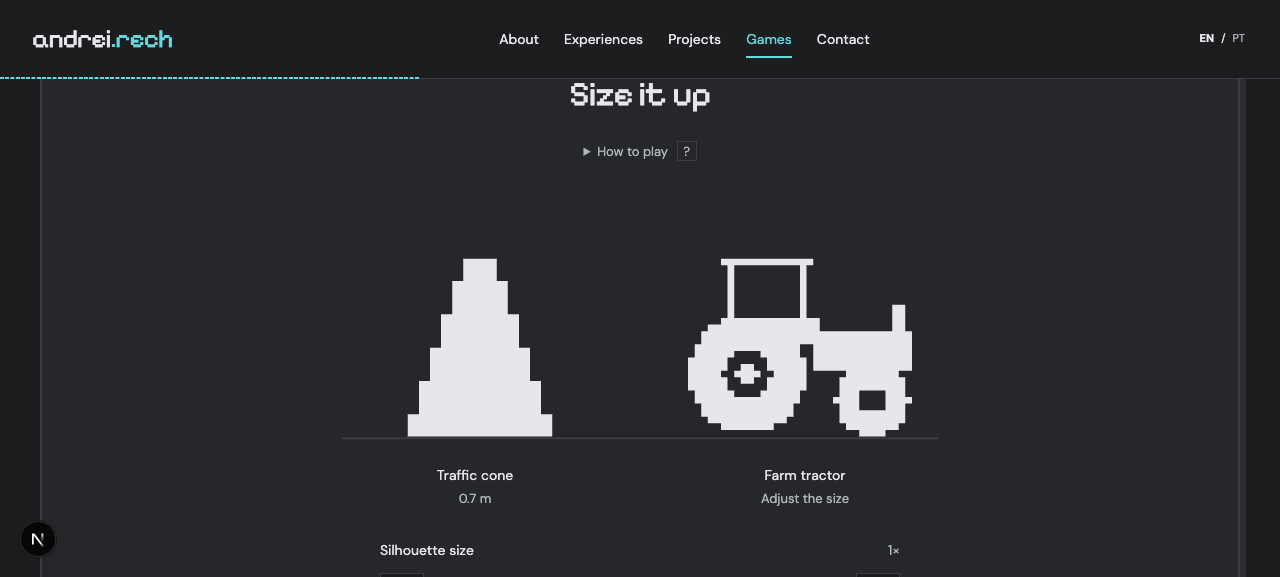 andrei.rech
About Experiences Projects Games Contact
EN / PT
Size it up
How to play ?
Traffic cone
Farm tractor
0.7 m
Adjust the size
N
Silhouette size
1×